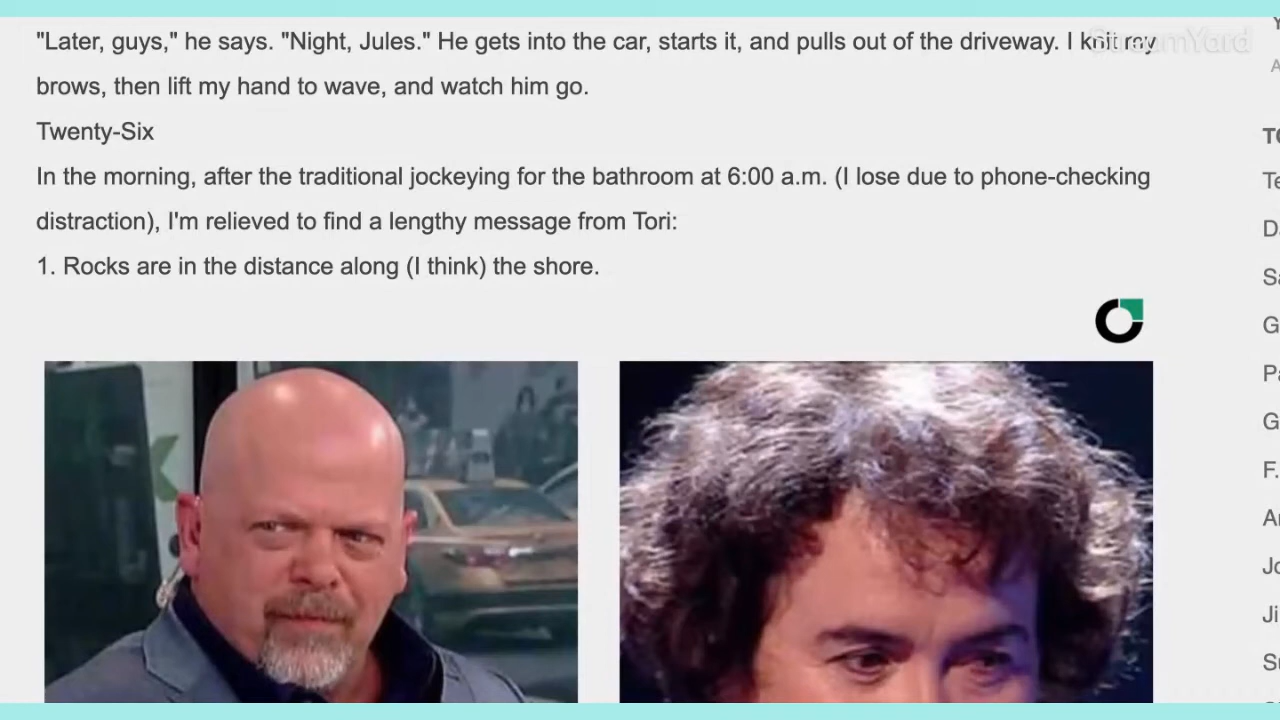 "Later, guys," he says. "Night, Jules." He gets into the car, starts it, and pulls out of the driveway. I knit my
StreamYard
brows, then lift my hand to wave, and watch him go.
Twenty-Six
In the morning, after the traditional jockeying for the bathroom at 6:00 a.m. (I lose due to phone-checking
distraction), I'm relieved to find a lengthy message from Tori:
1. Rocks are in the distance along (I think) the shore.